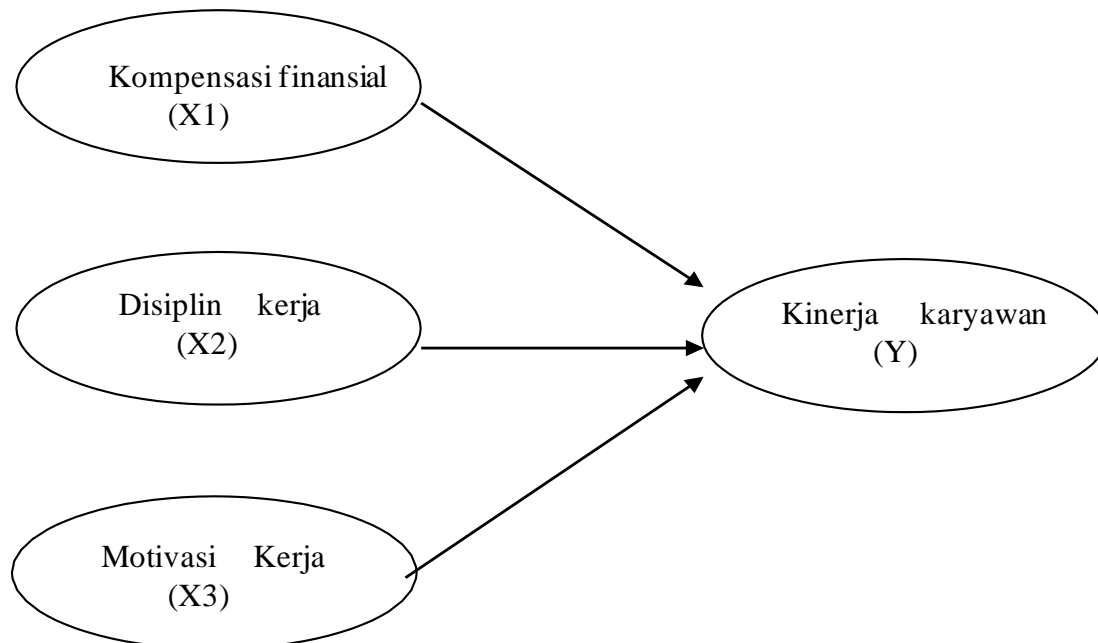 Kompensasi finansial
(X1)
Disiplin kerja
(X2)
Kinerja karyawan
(Y)
Motivasi Kerja
(X3)